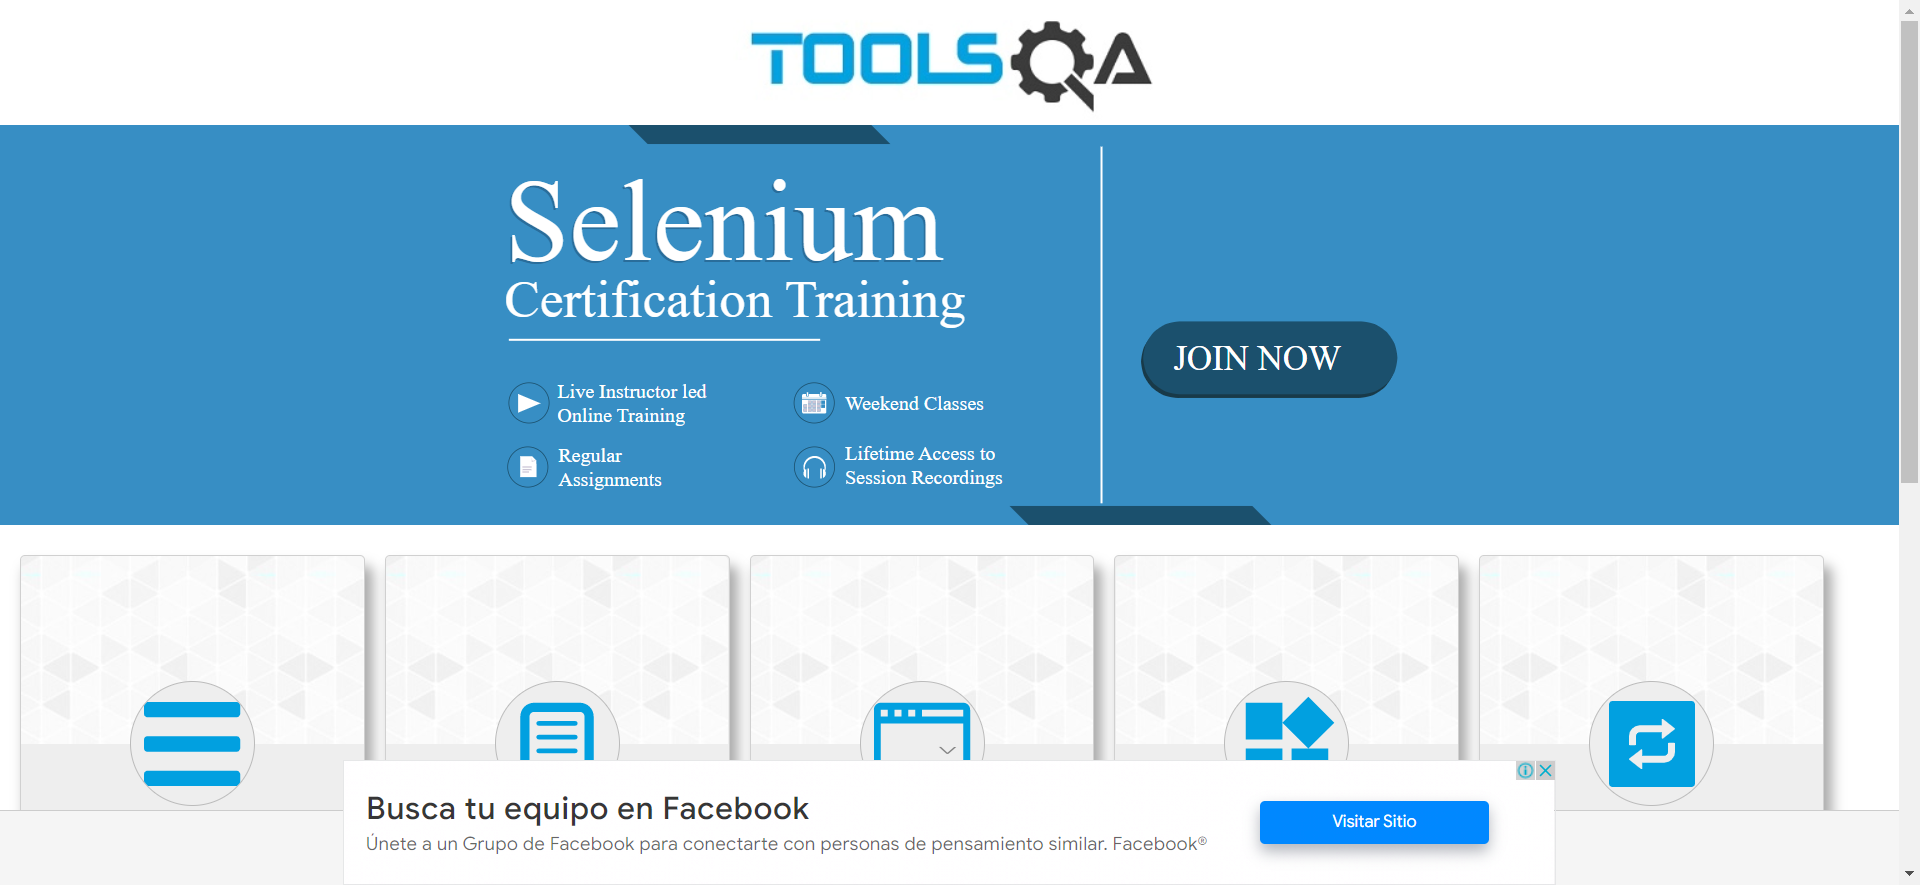 TOOLSQA
Selenium
Certification Training
Live Instructor led
Online Training
Weekend Classes
Regular
Assignments
Lifetime Access to
Session Recordings
JOIN NOW
Busca tu equipo en Facebook
Únete a un Grupo de Facebook para conectarte con personas de pensamiento similar. Facebook®
Visitar Sitio